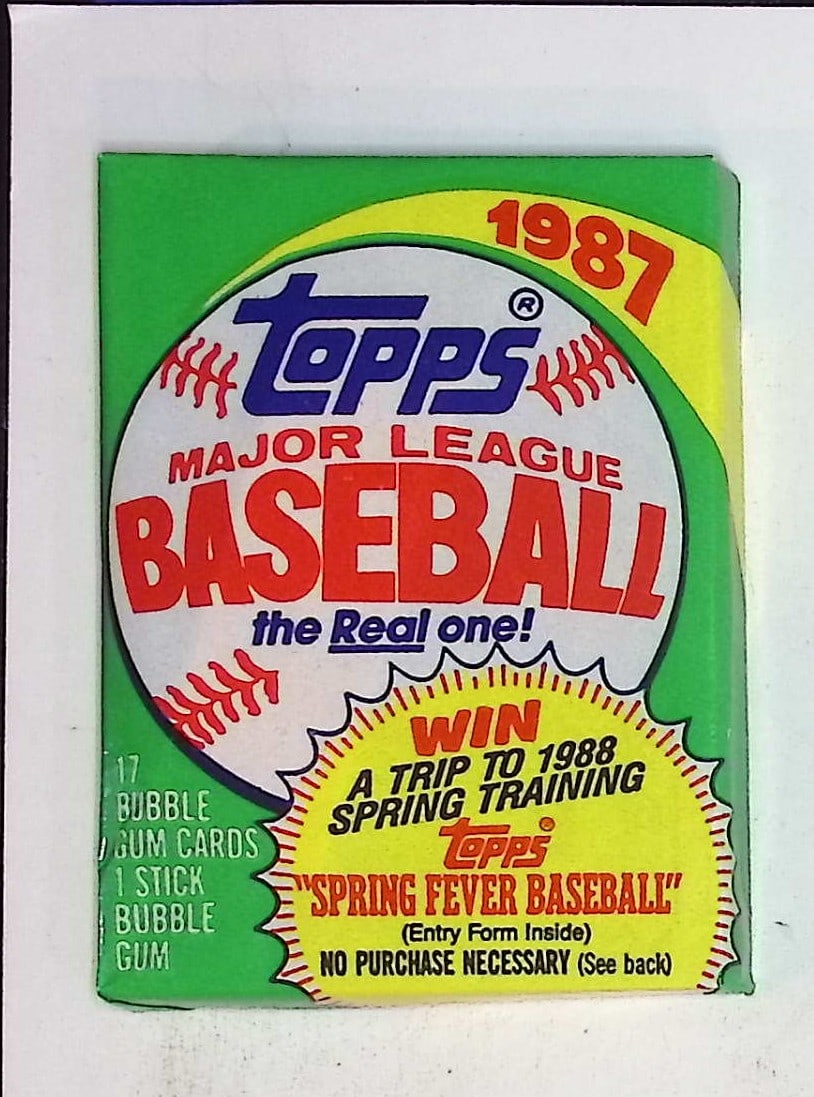 1987
Topps®
MAJOR LEAGUE
BASEBALL
the Real one!
WIN
A TRIP TO 1988
SPRING TRAINING
Topps®
"SPRING FEVER BASEBALL"
(Entry Form Inside)
NO PURCHASE NECESSARY (See back)
17
BUBBLE
GUM CARDS
1 STICK
BUBBLE
GUM